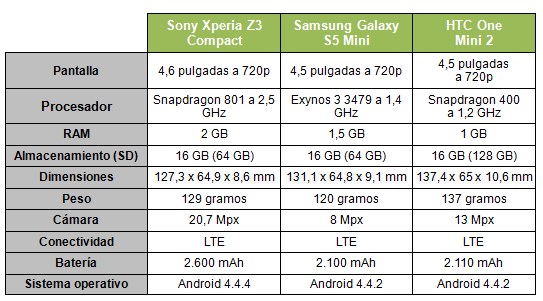 Sony Xperia Z3 Compact Samsung Galaxy S5 Mini HTC One Mini 2
Pantalla 4,6 pulgadas a 720p 4,5 pulgadas a 720p 4,5 pulgadas a 720p
Procesador Snapdragon 801 a 2,5 GHz Exynos 3 3479 a 1,4 GHz Snapdragon 400 a 1,2 GHz
RAM 2 GB 1,5 GB 1 GB
Almacenamiento (SD) 16 GB (64 GB) 16 GB (64 GB) 16 GB (128 GB)
Dimensiones 127,3 x 64,9 x 8,6 mm 131,1 x 64,8 x 9,1 mm 137,4 x 65 x 10,6 mm
Peso 129 gramos 120 gramos 137 gramos
Cámara 20,7 Mpx 8 Mpx 13 Mpx
Conectividad LTE LTE LTE
Batería 2.600 mAh 2.100 mAh 2.110 mAh
Sistema operativo Android 4.4.4 Android 4.4.2 Android 4.4.2